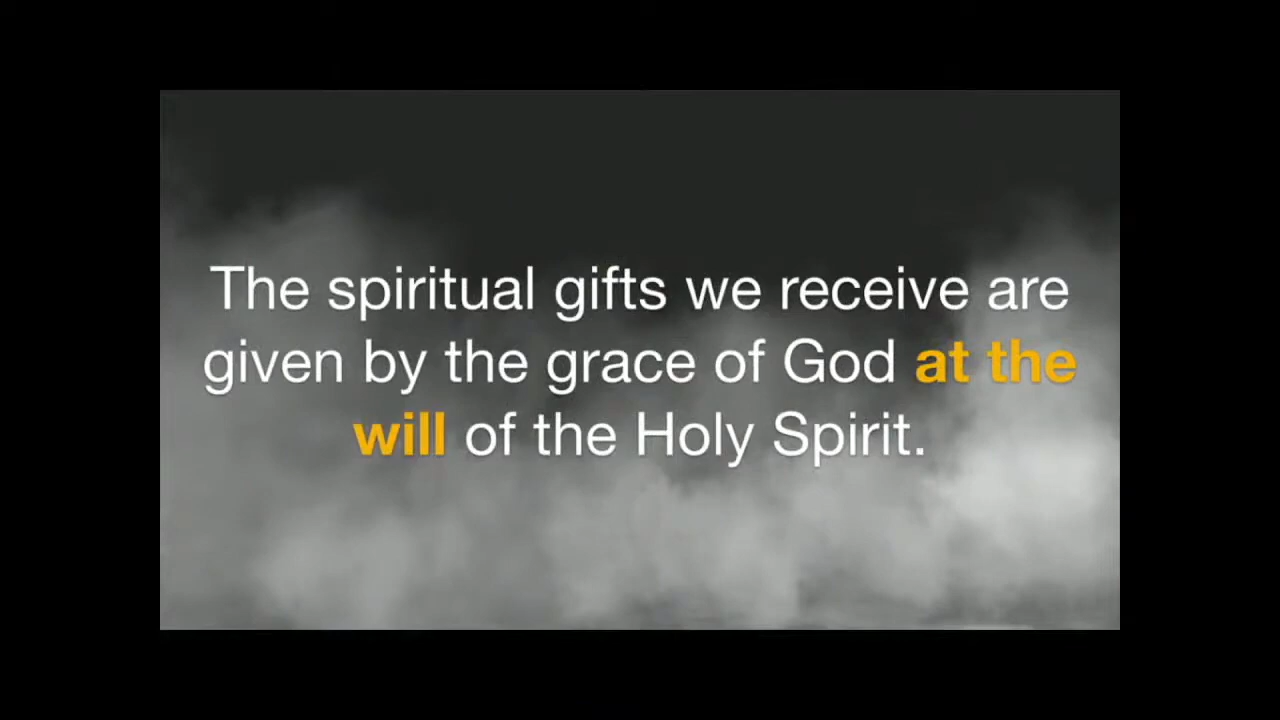 The spiritual gifts we receive are
given by the grace of God at the
will of the Holy Spirit.